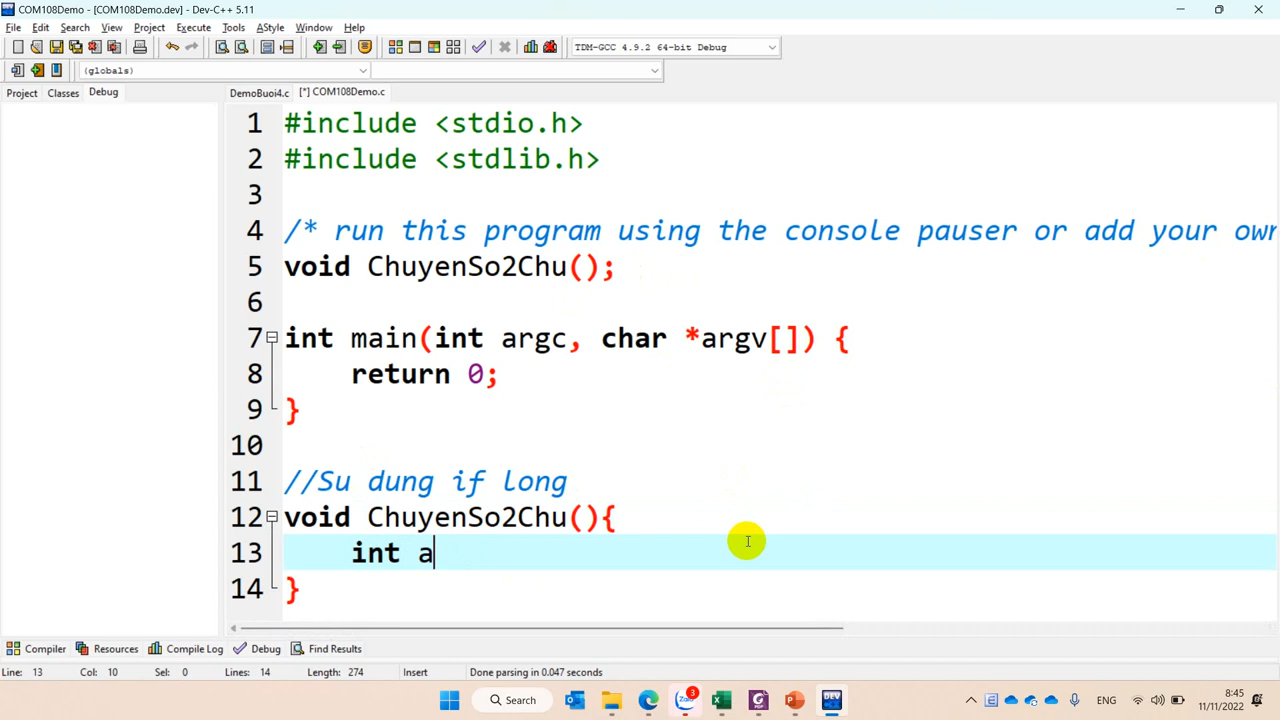 COM108Demo - [COM108Demo.dev] - Dev-C++ 5.11
File Edit Search View Project Execute Tools AStyle Window Help
TDM-GCC 4.9.2 64-bit Debug
(globals)
Project Classes Debug DemoBuoi4.c [*] COM108Demo.c
1 #include <stdio.h>
2 #include <stdlib.h>
3
4 /* run this program using the console pauser or add your own
5 void ChuyenSo2Chu();
6
7 int main(int argc, char *argv[]) {
8 return 0;
9 }
10
11 //Su dung if long
12 void ChuyenSo2Chu(){
13 int a
14 }
Compiler Resources Compile Log Debug Find Results
Line: 13 Col: 10 Sel: 0 Lines: 14 Length: 274 Insert Done parsing in 0.047 seconds
Search Zalo 3 ENG 8:45
11/11/2022